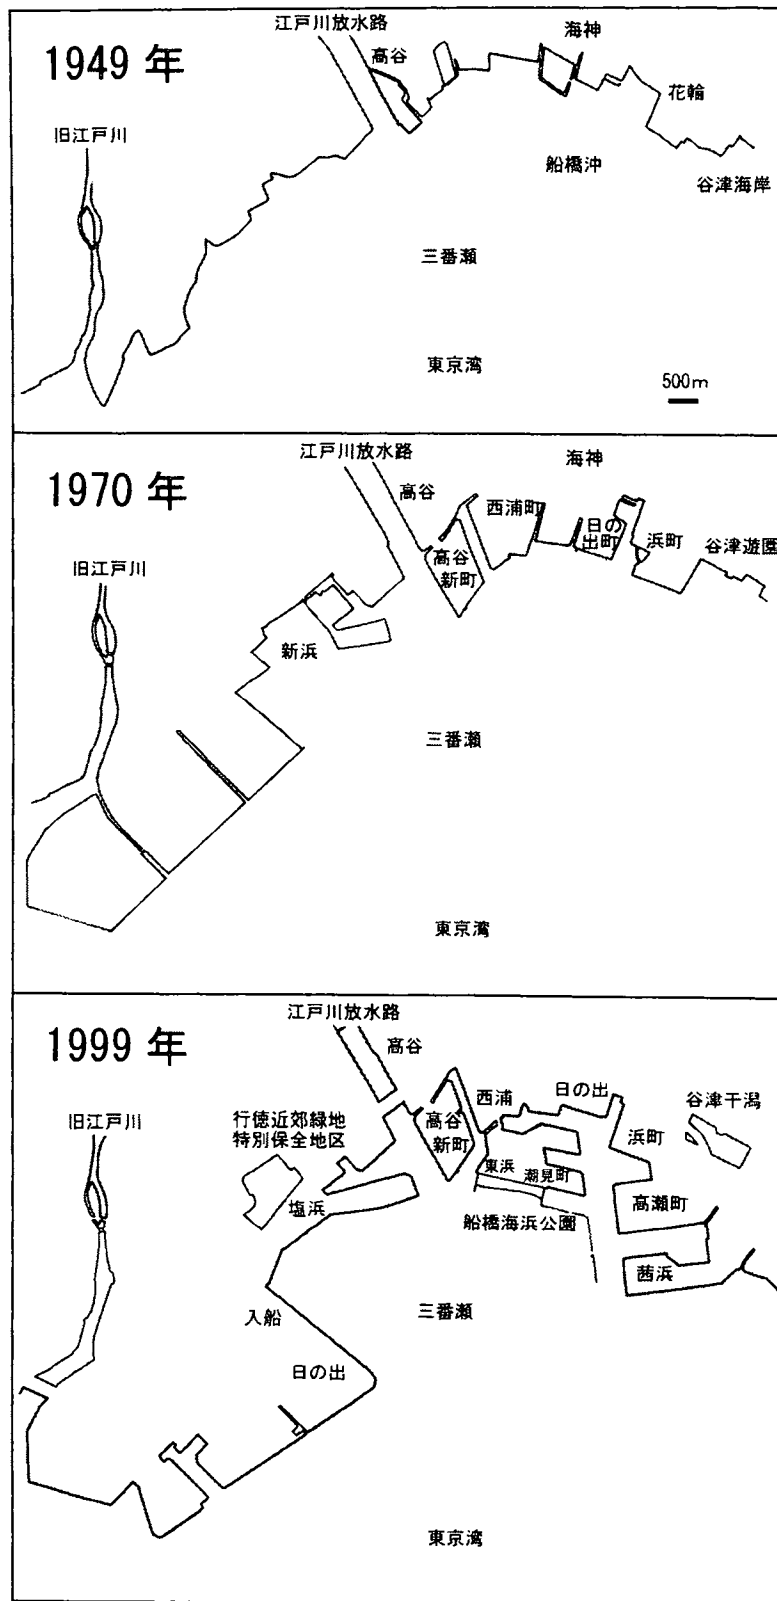 1949 年
江戸川放水路
高谷
海神
花輪
旧江戸川
船橋沖
谷津海岸
三番瀬
東京湾
500m
1970 年
江戸川放水路
高谷
海神
西浦町
日の
出町
浜町
谷津遊園
高谷
新町
旧江戸川
新浜
三番瀬
東京湾
1999 年
江戸川放水路
高谷
西浦
日の出
谷津干潟
旧江戸川
行徳近郊緑地
特別保全地区
高谷
新町
浜町
東浜
潮見町
塩浜
船橋海浜公園
高瀬町
茜浜
入船
三番瀬
日の出
東京湾